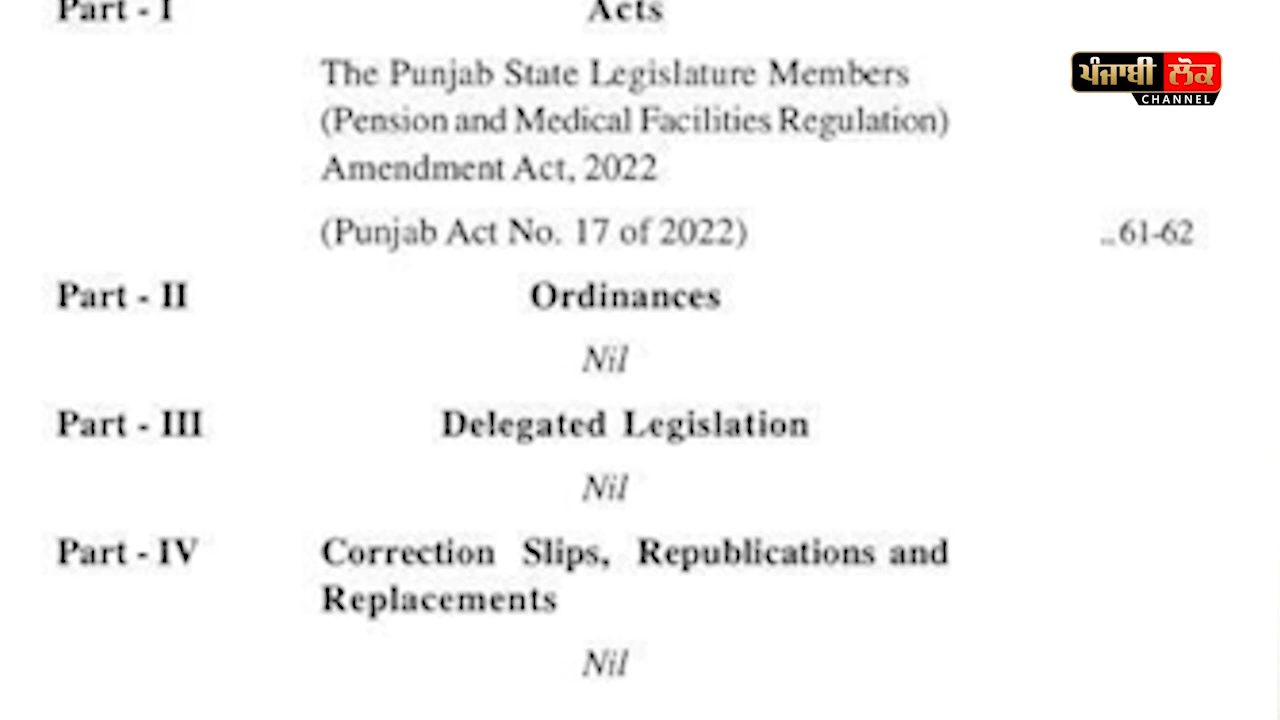 Part - I Acts
The Punjab State Legislature Members
(Pension and Medical Facilities Regulation)
Amendment Act, 2022
(Punjab Act No. 17 of 2022) ..61-62
Part - II Ordinances
Nil
Part - III Delegated Legislation
Nil
Part - IV Correction Slips, Republications and
Replacements
Nil
ਪੰਜਾਬੀ ਲੋਕ
CHANNEL